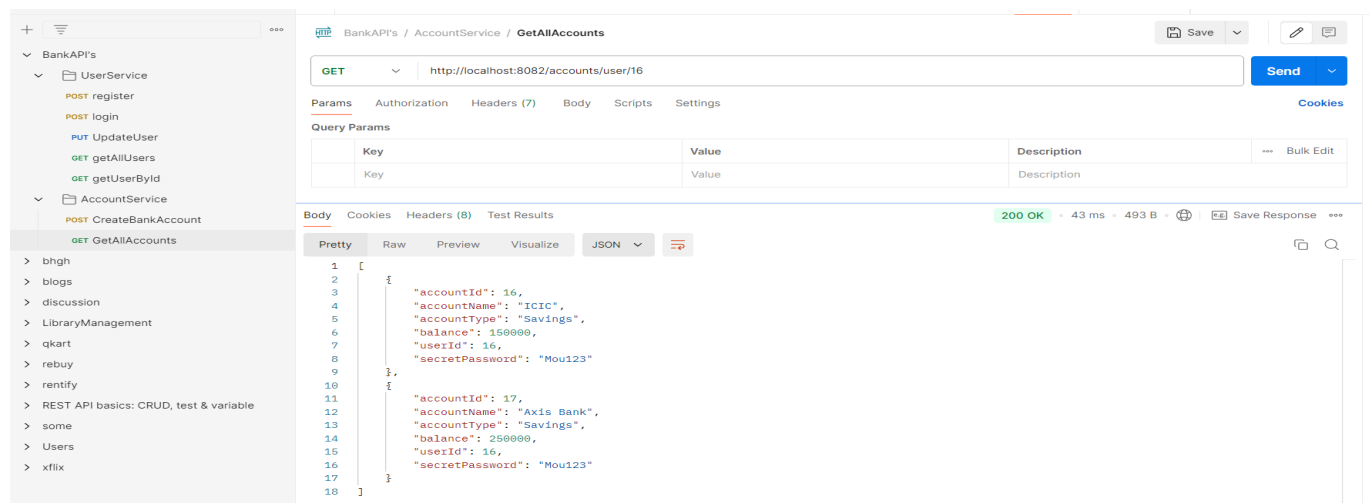 BankAPI's
UserService
POST register
POST login
PUT UpdateUser
GET getAllUsers
GET getUserById
AccountService
POST CreateBankAccount
GET GetAllAccounts
bhgh
blogs
discussion
LibraryManagement
qkart
rebuy
rentify
REST API basics: CRUD, test & variable
some
Users
xflix
HTTP BankAPI's / AccountService / GetAllAccounts
Save
GET http://localhost:8082/accounts/user/16
Send
Params Authorization Headers (7) Body Scripts Settings Cookies
Query Params
Key Value Description Bulk Edit
Key Value Description
Body Cookies Headers (8) Test Results 200 OK 43 ms 493 B e.g. Save Response
Pretty Raw Preview Visualize JSON
1 [
2 {
3 "accountId": 16,
4 "accountName": "ICIC",
5 "accountType": "Savings",
6 "balance": 150000,
7 "userId": 16,
8 "secretPassword": "Mou123"
9 },
10 {
11 "accountId": 17,
12 "accountName": "Axis Bank",
13 "accountType": "Savings",
14 "balance": 250000,
15 "userId": 16,
16 "secretPassword": "Mou123"
17 }
18 ]